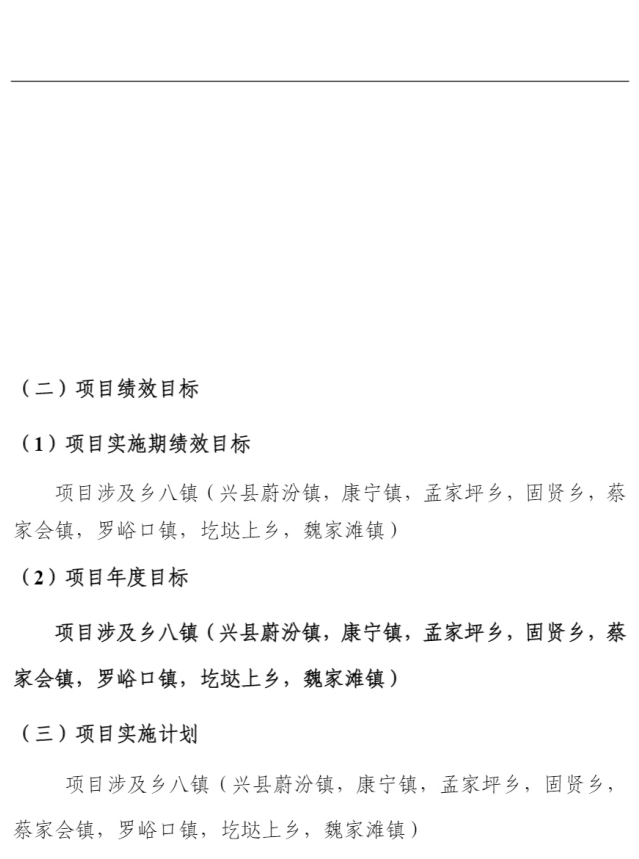 （二）项目绩效目标
（1）项目实施期绩效目标
项目涉及乡八镇（兴县蔚汾镇，康宁镇，孟家坪乡，固贤乡，蔡
家会镇，罗峪口镇，圪垯上乡，魏家滩镇）
（2）项目年度目标
项目涉及乡八镇（兴县蔚汾镇，康宁镇，孟家坪乡，固贤乡，蔡
家会镇，罗峪口镇，圪垯上乡，魏家滩镇）
（三）项目实施计划
项目涉及乡八镇（兴县蔚汾镇，康宁镇，孟家坪乡，固贤乡，
蔡家会镇，罗峪口镇，圪垯上乡，魏家滩镇）